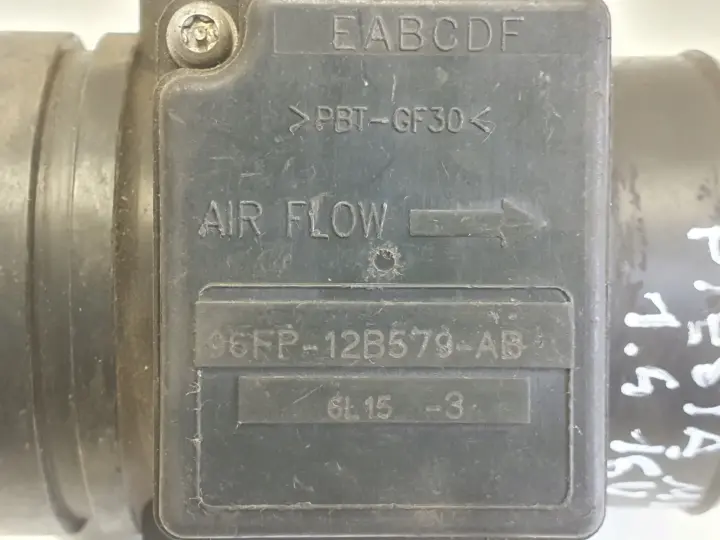 EABCDF
>PBT-GF30<
AIR FLOW
96FP-12B579-AB
6L15 -3